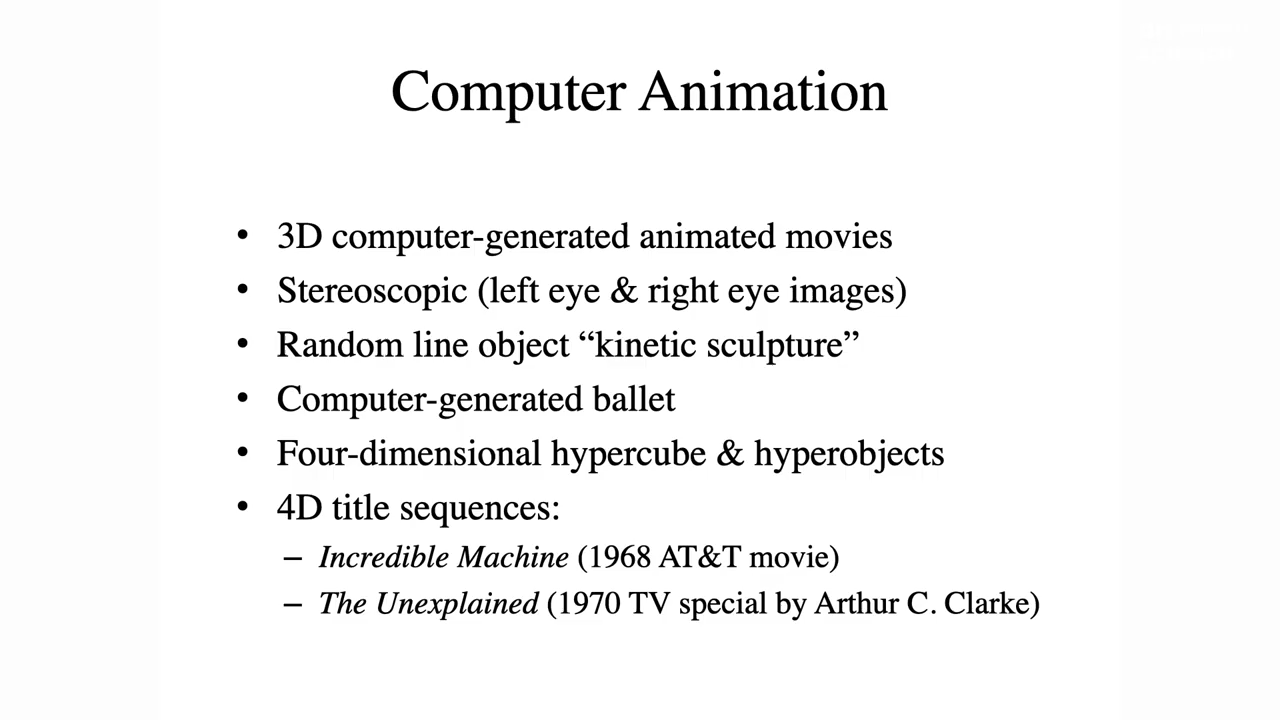 Computer Animation
• 3D computer-generated animated movies
• Stereoscopic (left eye & right eye images)
• Random line object “kinetic sculpture”
• Computer-generated ballet
• Four-dimensional hypercube & hyperobjects
• 4D title sequences:
– Incredible Machine (1968 AT&T movie)
– The Unexplained (1970 TV special by Arthur C. Clarke)